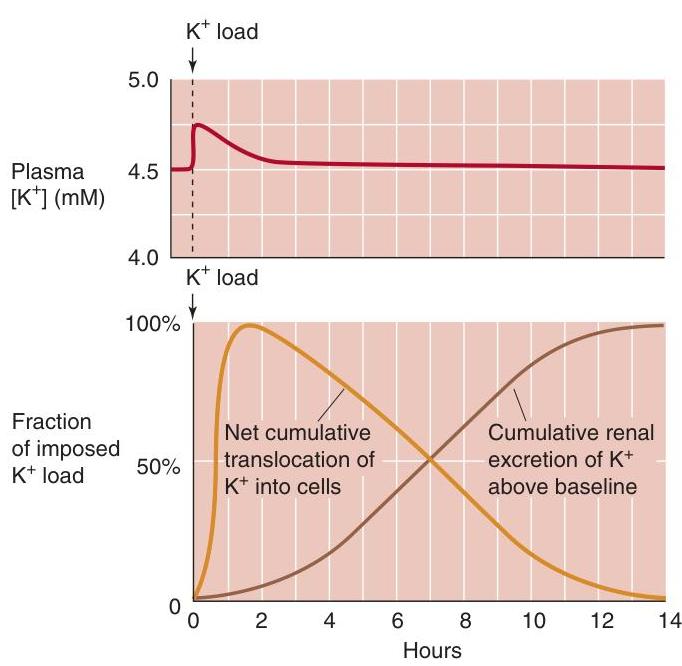 K⁺ load
5.0
Plasma
[K⁺] (mM)
4.5
4.0
K⁺ load
100%
Fraction
of imposed
K⁺ load
50%
Net cumulative
translocation of
K⁺ into cells
Cumulative renal
excretion of K⁺
above baseline
0
0 2 4 6 8 10 12 14
Hours